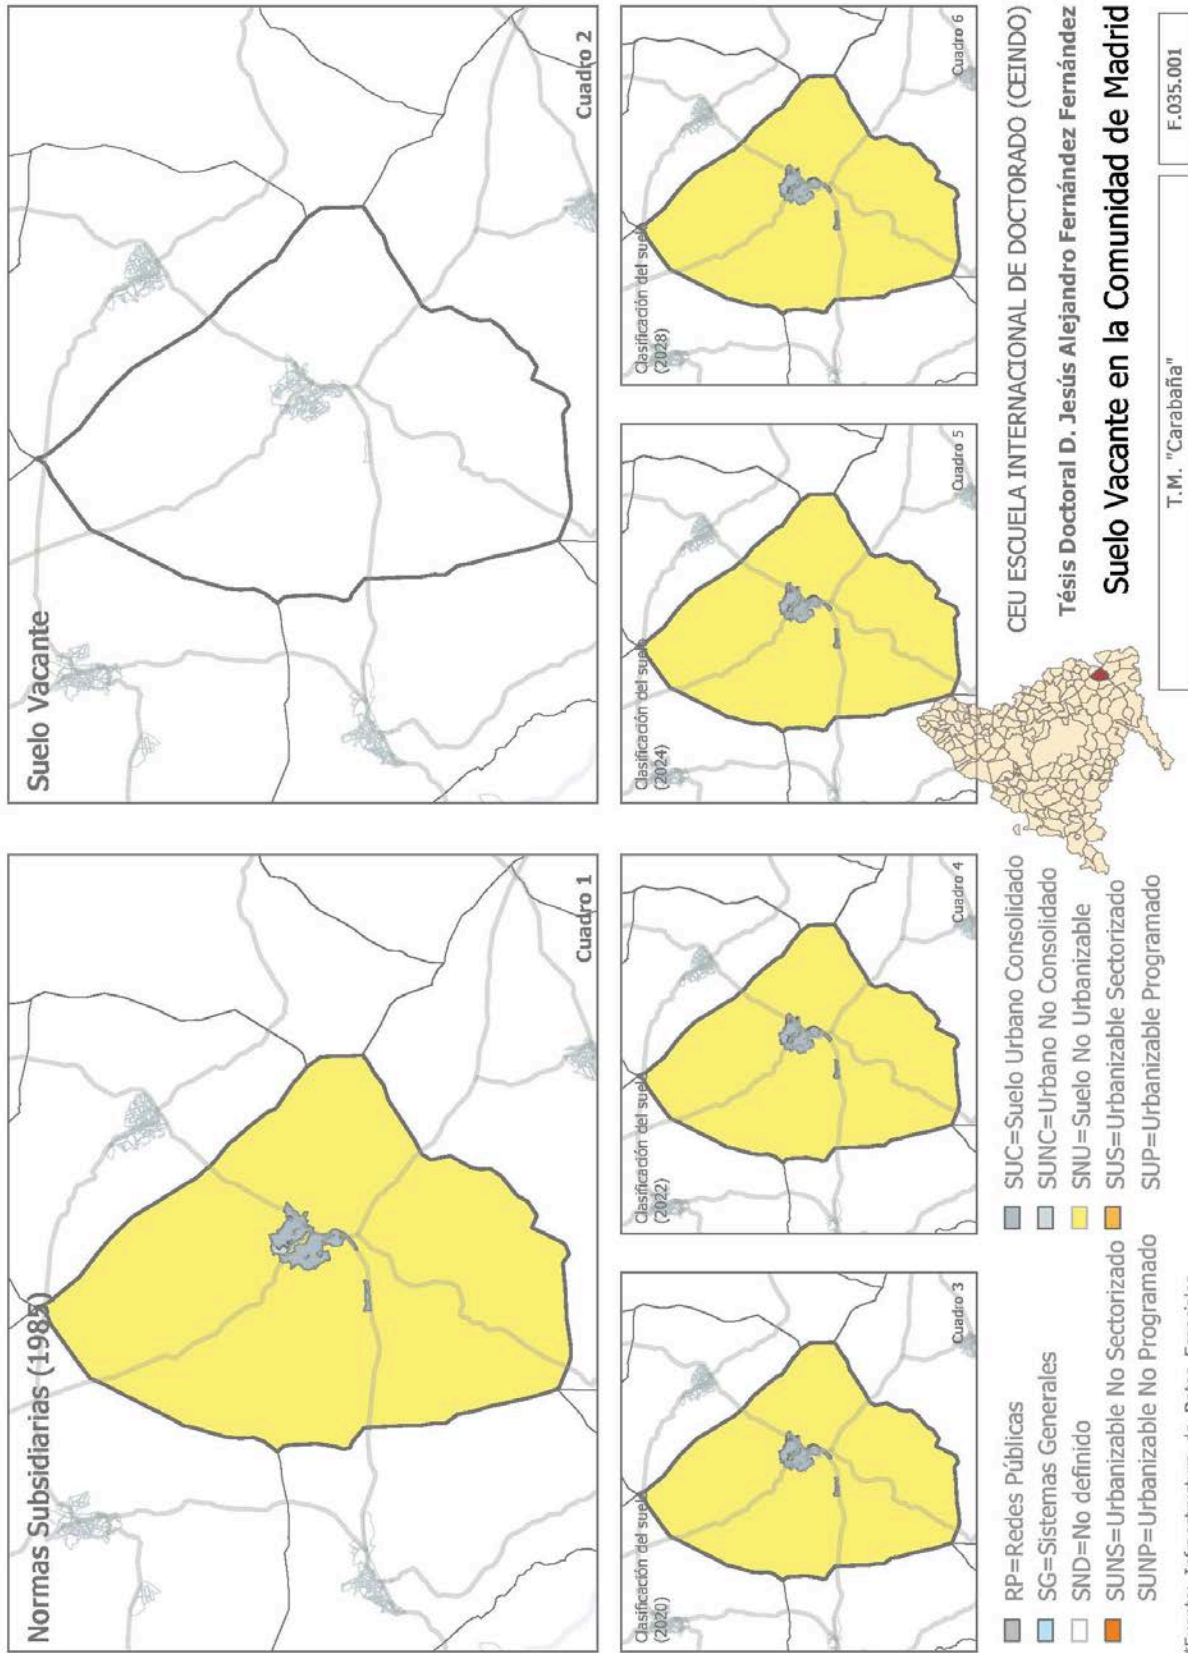 Normas Subsidiarias (1985)
Cuadro 1
Suelo Vacante
Cuadro 2
Clasificación del suelo
(2020)
Cuadro 3
Clasificación del suelo
(2022)
Cuadro 4
Clasificación del suelo
(2024)
Cuadro 5
Clasificación del suelo
(2028)
Cuadro 6
RP=Redes Públicas
SG=Sistemas Generales
SND=No definido
SUNS=Urbanizable No Sectorizado
SUNP=Urbanizable No Programado
SUC=Suelo Urbano Consolidado
SUNC=Urbano No Consolidado
SNU=Suelo No Urbanizable
SUS=Urbanizable Sectorizado
SUP=Urbanizable Programado
CEU ESCUELA INTERNACIONAL DE DOCTORADO (CEINDO)
Tésis Doctoral D. Jesús Alejandro Fernández Fernández
Suelo Vacante en la Comunidad de Madrid
T.M. "Carabaña"
F.035.001